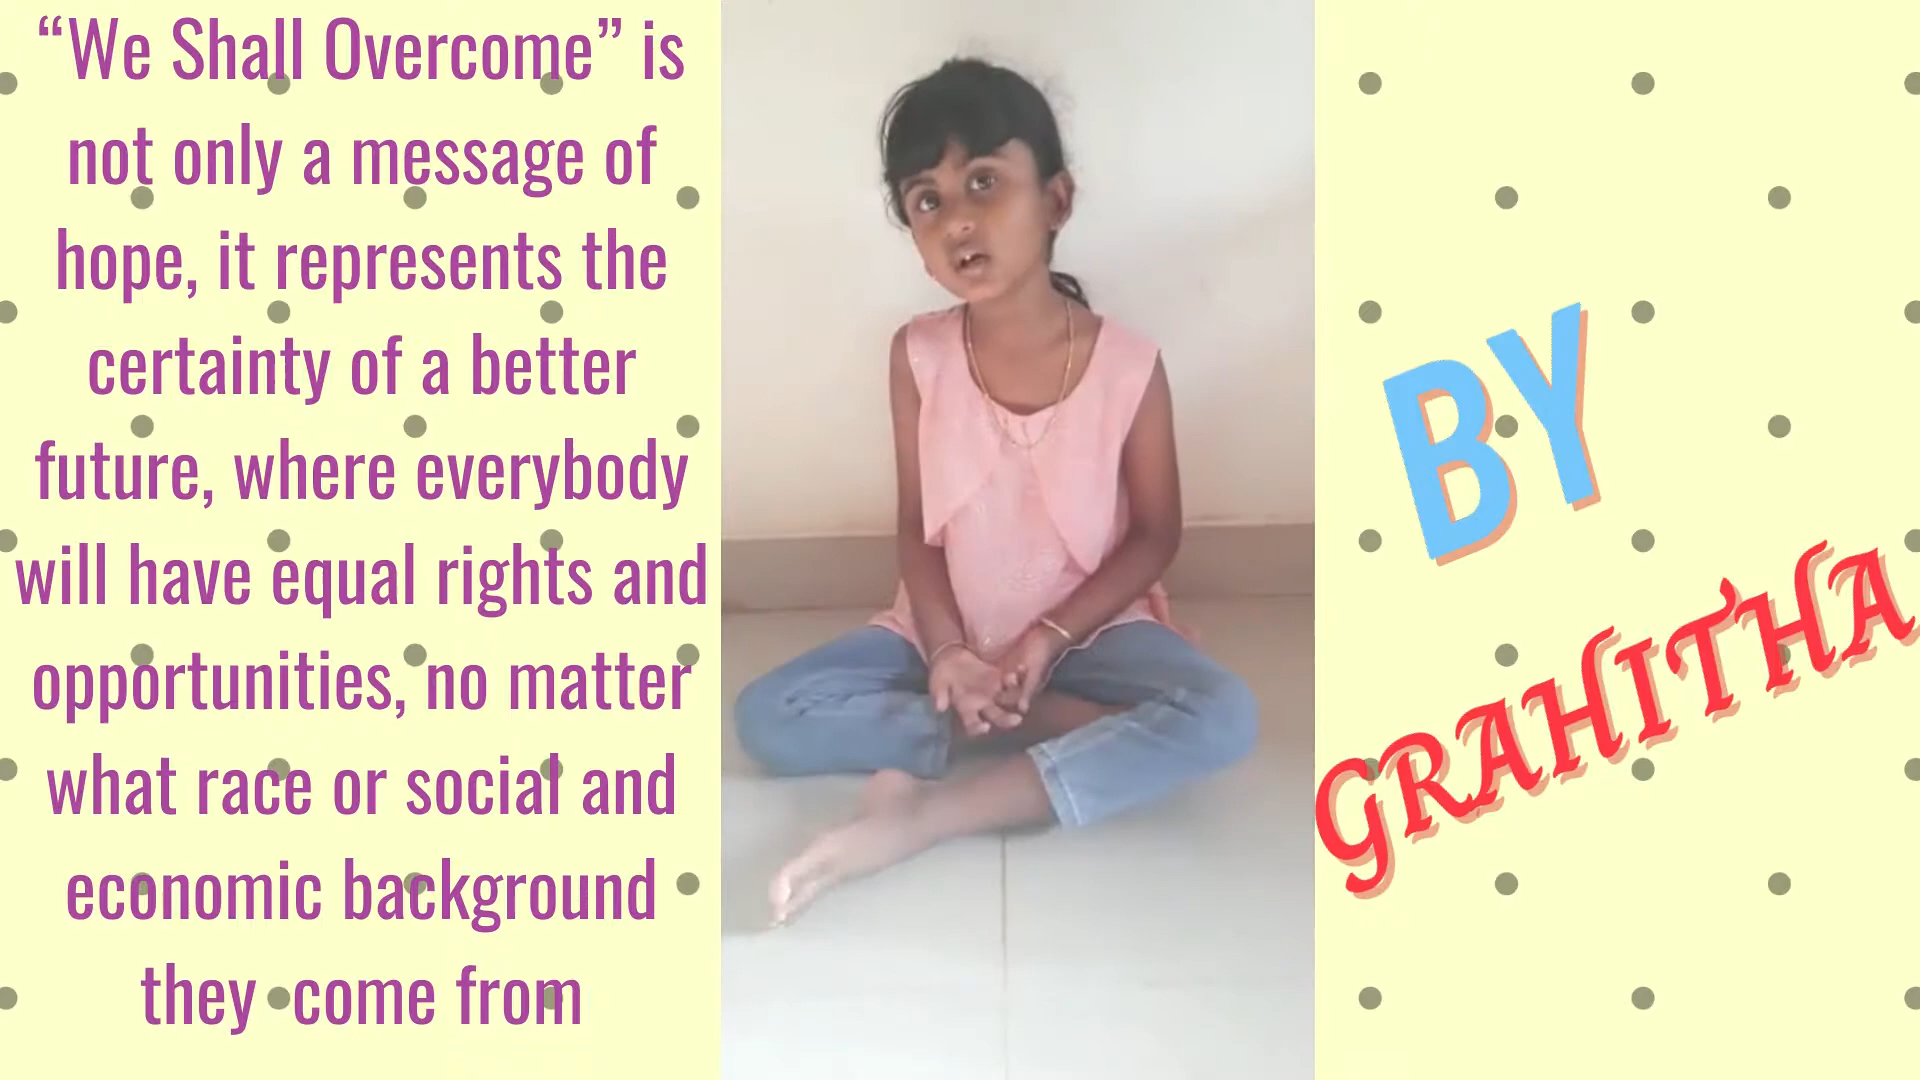 “We Shall Overcome” is
not only a message of
hope, it represents the
certainty of a better
future, where everybody
will have equal rights and
opportunities, no matter
what race or social and
economic background
they come from
BY
GRAHITHA